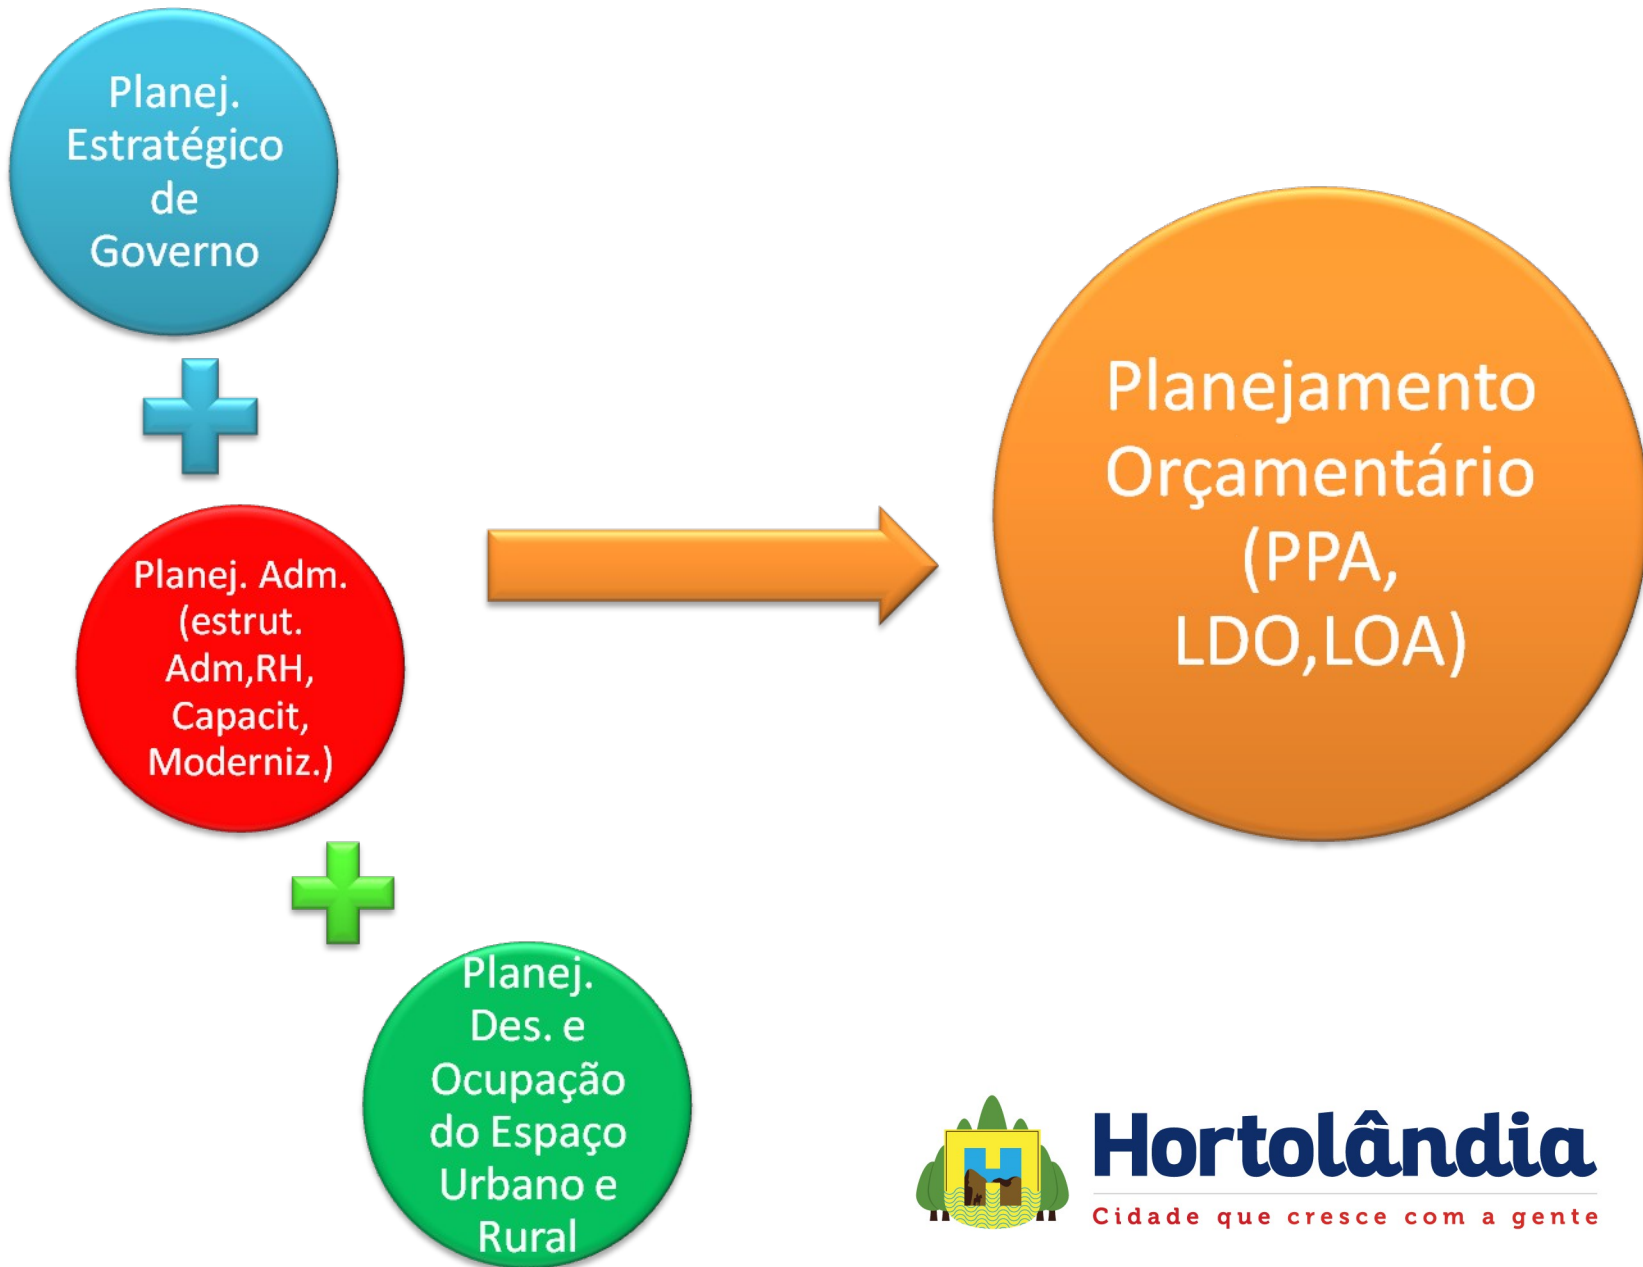 Planej.
Estratégico
de
Governo
Planej. Adm.
(estrut.
Adm,RH,
Capacit,
Moderniz.)
Planej.
Des. e
Ocupação
do Espaço
Urbano e
Rural
Planejamento
Orçamentário
(PPA,
LDO,LOA)
H
Hortolândia
Cidade que cresce com a gente